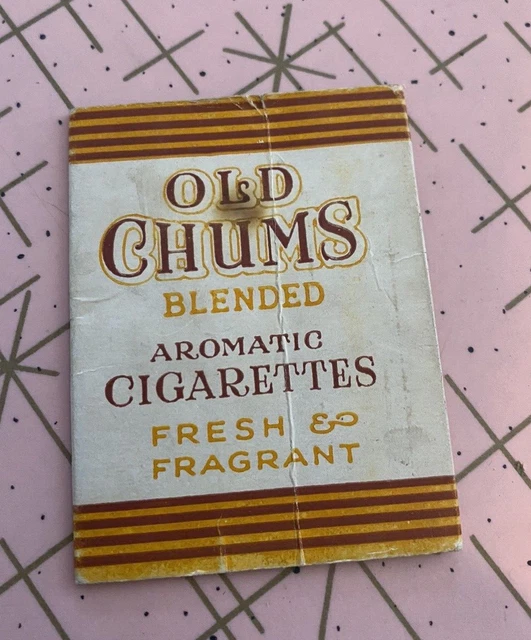 OLD
CHUMS
BLENDED
AROMATIC
CIGARETTES
FRESH &
FRAGRANT